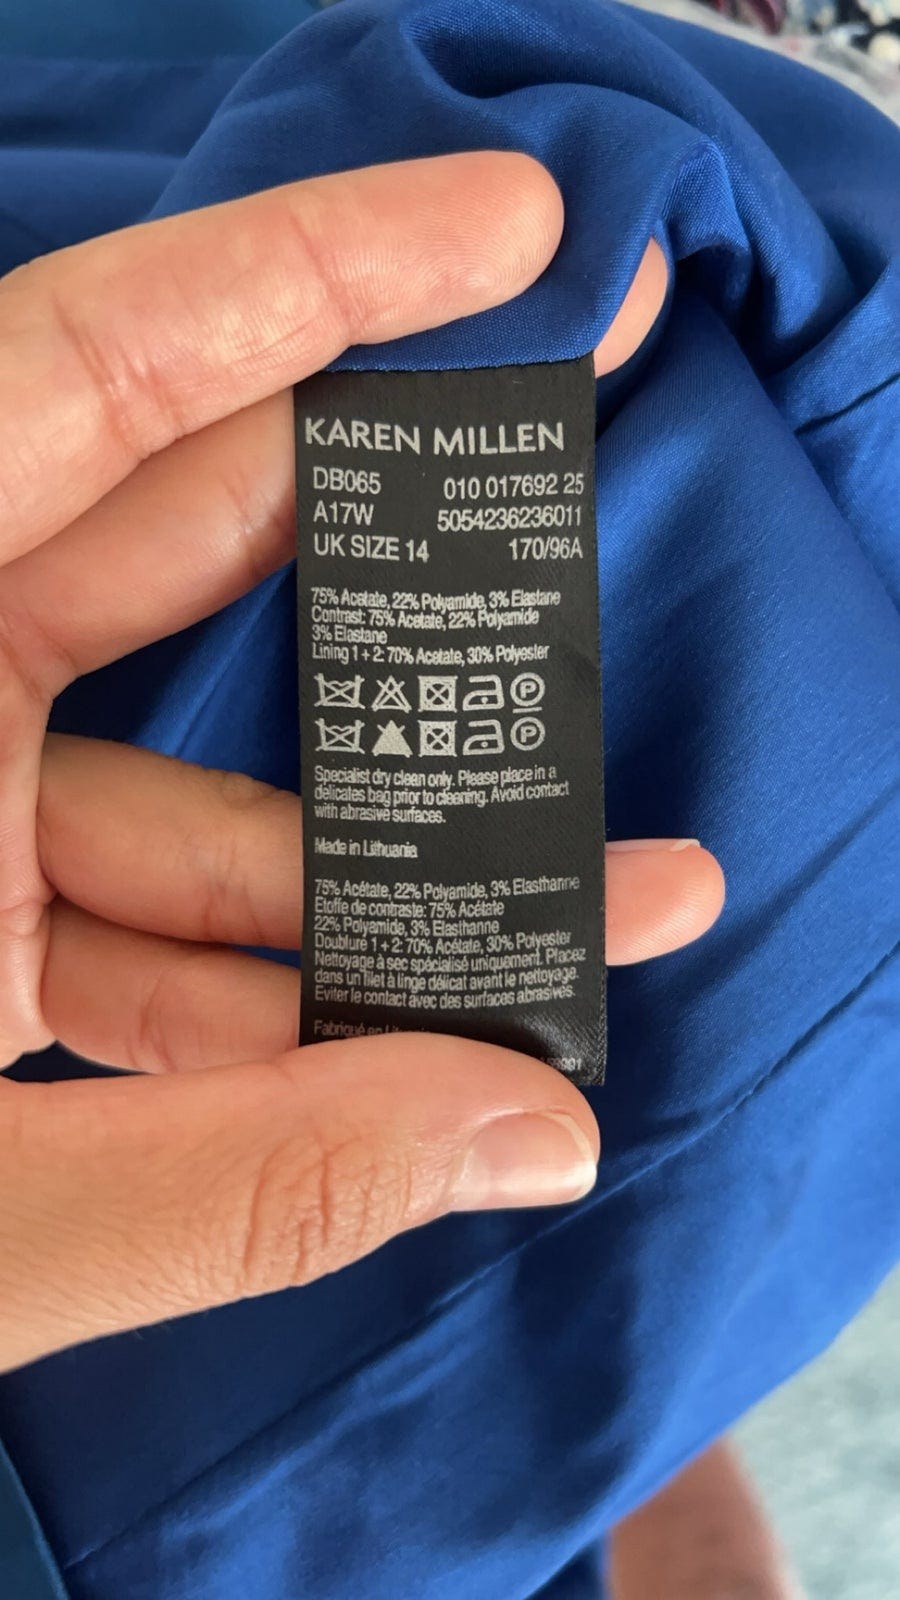 KAREN MILLEN
DB065 010 017692 25
A17W 5054236236011
UK SIZE 14 170/96A
75% Acetate, 22% Polyamide, 3% Elastane
Contrast: 75% Acetate, 22% Polyamide
3% Elastane
Lining 1 + 2: 70% Acetate, 30% Polyester
P
P
Specialist dry clean only. Please place in a
delicates bag prior to cleaning. Avoid contact
with abrasive surfaces.
Made in Lithuania
75% Acétate, 22% Polyamide, 3% Elasthanne
Etoffe de contraste: 75% Acétate
22% Polyamide, 3% Elasthanne
Doublure 1 + 2: 70% Acétate, 30% Polyester
Nettoyage à sec spécialisé uniquement. Placez
dans un filet à linge délicat avant le nettoyage.
Eviter le contact avec des surfaces abrasives.
Fabriqué en